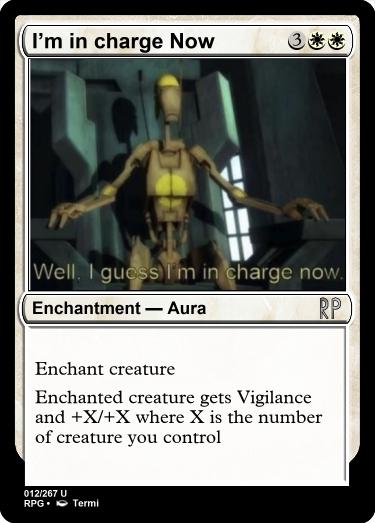 I'm in charge Now 3
Well, I guess I'm in charge now.
Enchantment — Aura RP
Enchant creature
Enchanted creature gets Vigilance
and +X/+X where X is the number
of creature you control
012/267 U
RPG • Termi